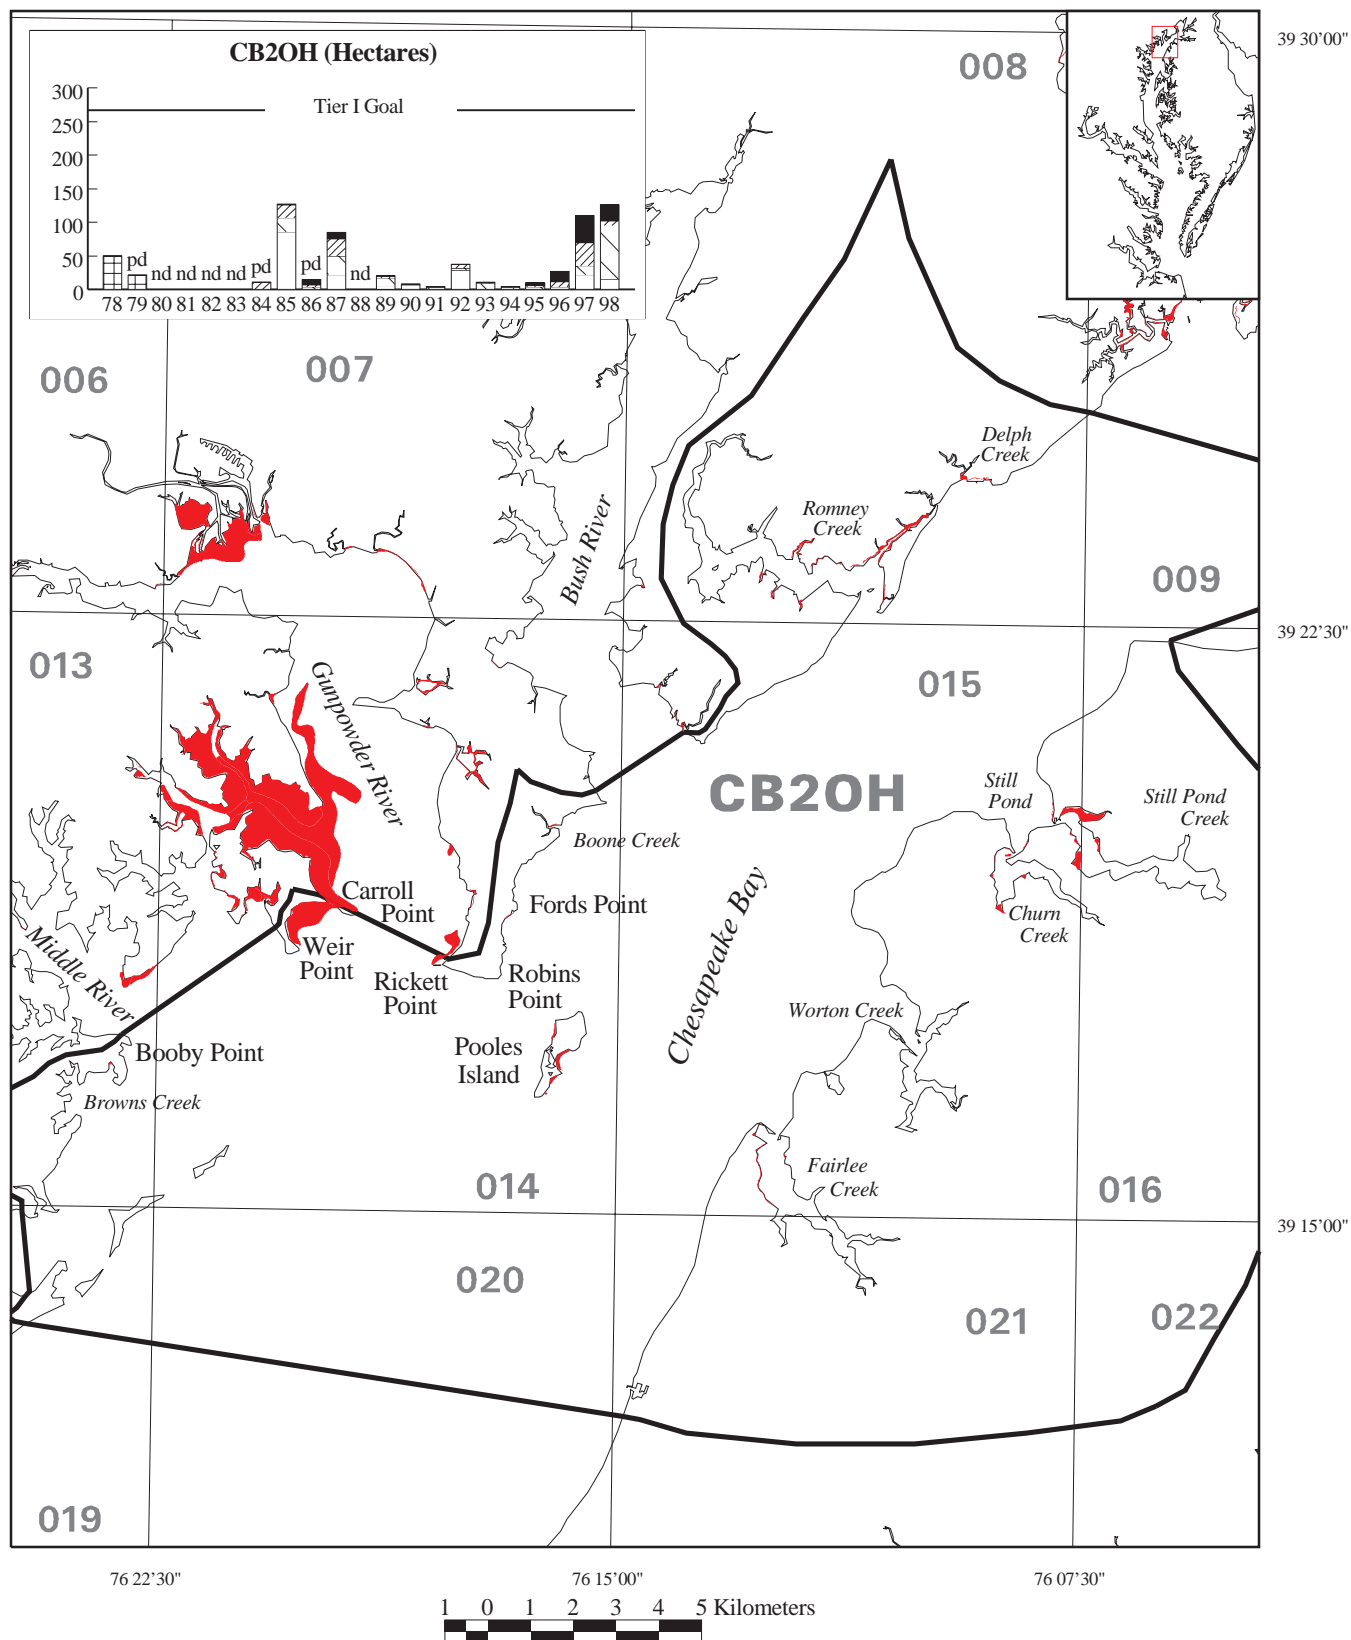 CB2OH (Hectares)
300
250
200
150
100
50
0
Tier I Goal
pd
nd
nd
nd
nd
pd
pd
nd
78 79 80 81 82 83 84 85 86 87 88 89 90 91 92 93 94 95 96 97 98
008
39 30'00"
006
007
Delph
Creek
Romney
Creek
Bush River
009
39 22'30"
013
Gunpowder River
015
CB2OH
Still
Pond
Still Pond
Creek
Boone Creek
Carroll
Point
Fords Point
Churn
Creek
Weir
Point
Middle River
Rickett
Point
Robins
Point
Chesapeake Bay
Worton Creek
Booby Point
Pooles
Island
Browns Creek
Fairlee
Creek
014
016
39 15'00"
020
021
022
019
76 22'30"
76 15'00"
76 07'30"
1 0 1 2 3 4 5 Kilometers